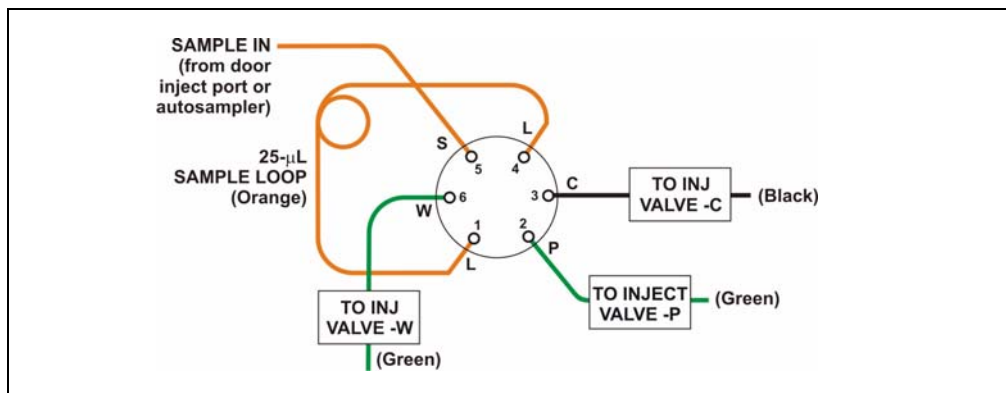 SAMPLE IN
(from door
inject port or
autosampler)
25-μL
SAMPLE LOOP
(Orange)
S
L
5
4
6
W
3
C
1
2
L
P
TO INJ
VALVE -C
(Black)
TO INJECT
VALVE -P
(Green)
TO INJ
VALVE -W
(Green)